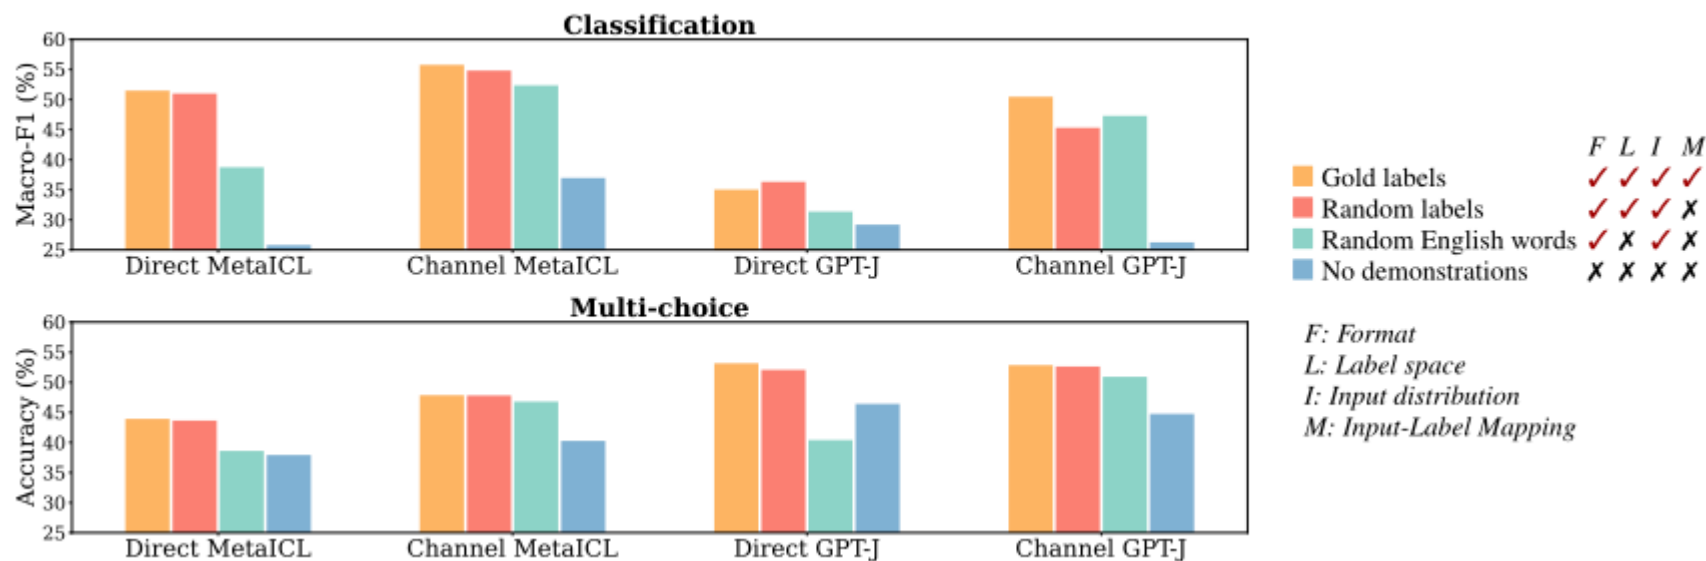 Classification
Macro-F1 (%)
60
55
50
45
40
35
30
25
Direct MetaICL Channel MetaICL Direct GPT-J Channel GPT-J
Multi-choice
Accuracy (%)
60
55
50
45
40
35
30
25
Direct MetaICL Channel MetaICL Direct GPT-J Channel GPT-J
F L I M
Gold labels ✓ ✓ ✓ ✓
Random labels ✓ ✓ ✓ ✗
Random English words ✓ ✗ ✓ ✗
No demonstrations ✗ ✗ ✗ ✗
F: Format
L: Label space
I: Input distribution
M: Input-Label Mapping